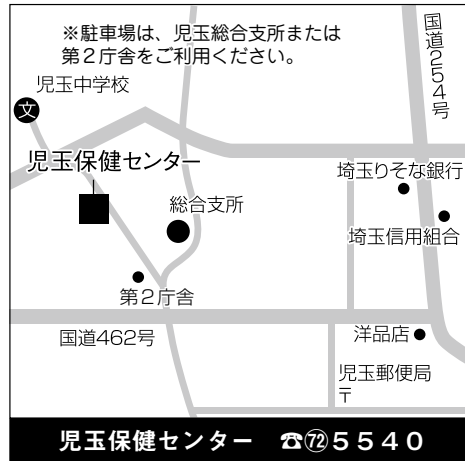 ※駐車場は、児玉総合支所または
第2庁舎をご利用ください。
国道254号
児玉中学校
文
児玉保健センター
埼玉りそな銀行
総合支所
埼玉信用組合
第2庁舎
国道462号
洋品店
児玉郵便局
〒
児玉保健センター ☎㊼5540